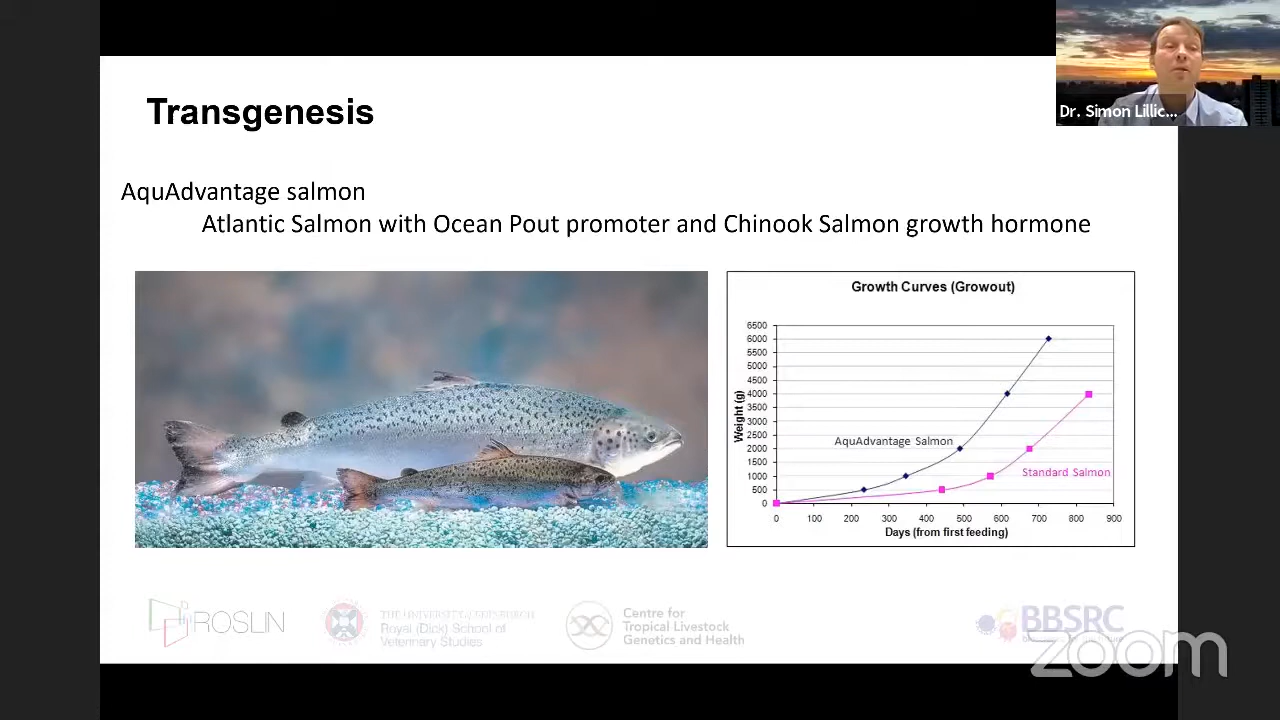 Transgenesis
Dr. Simon Lillic...
AquAdvantage salmon
Atlantic Salmon with Ocean Pout promoter and Chinook Salmon growth hormone
Growth Curves (Growout)
6500
6000
5500
5000
4500
4000
3500
3000
2500
2000
1500
1000
500
0
Weight (g)
AquAdvantage Salmon
Standard Salmon
0 100 200 300 400 500 600 700 800 900
Days (from first feeding)
ROSLIN
THE UNIVERSITY of EDINBURGH
Royal (Dick) School of
Veterinary Studies
Centre for
Tropical Livestock
Genetics and Health
BBSRC
zoom